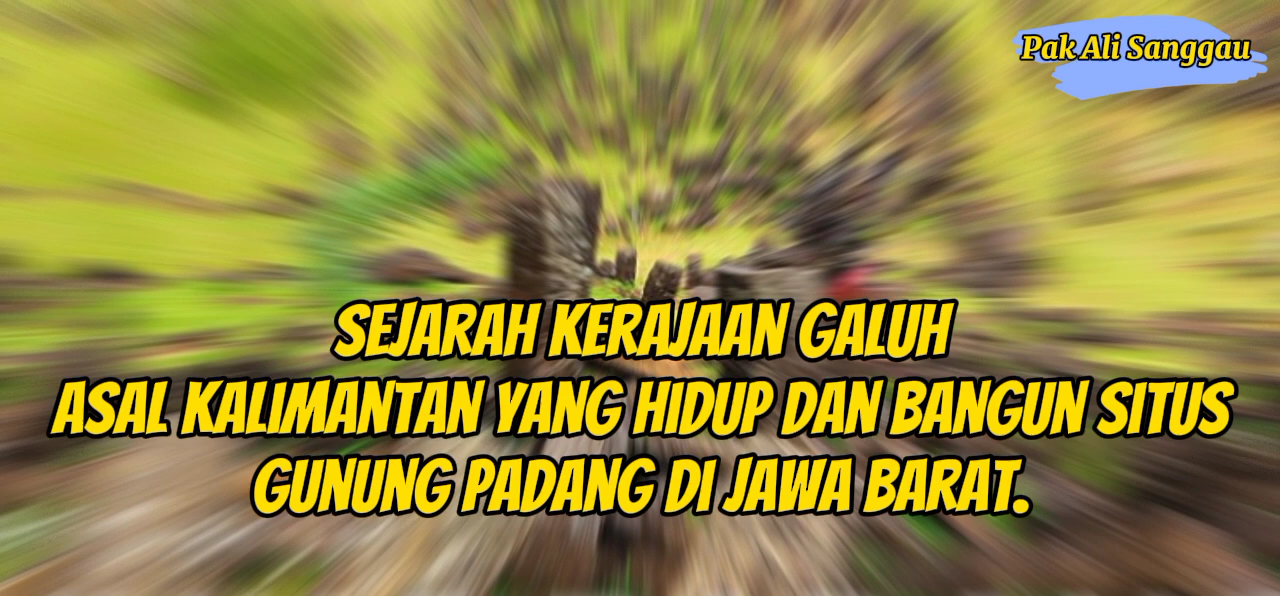 Pak Ali Sanggau
SEJARAH KERAJAAN GALUH
ASAL KALIMANTAN YANG HIDUP DAN BANGUN SITUS
GUNUNG PADANG DI JAWA BARAT.